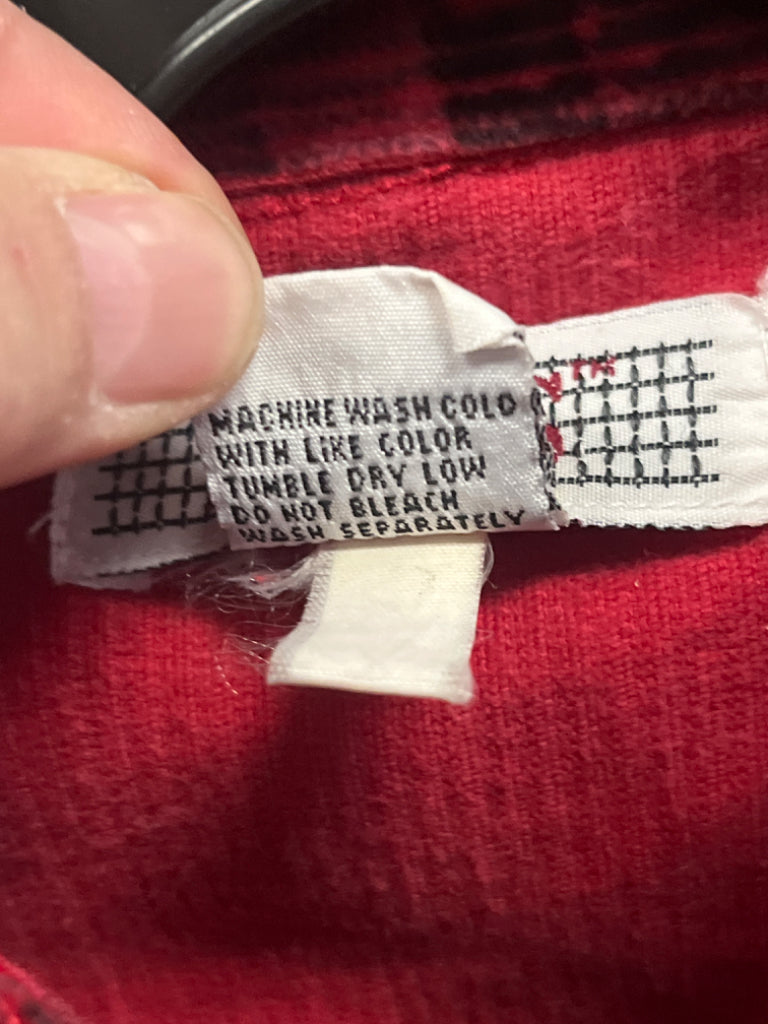 MACHINE WASH COLD
WITH LIKE COLOR
TUMBLE DRY LOW
DO NOT BLEACH
WASH SEPARATELY